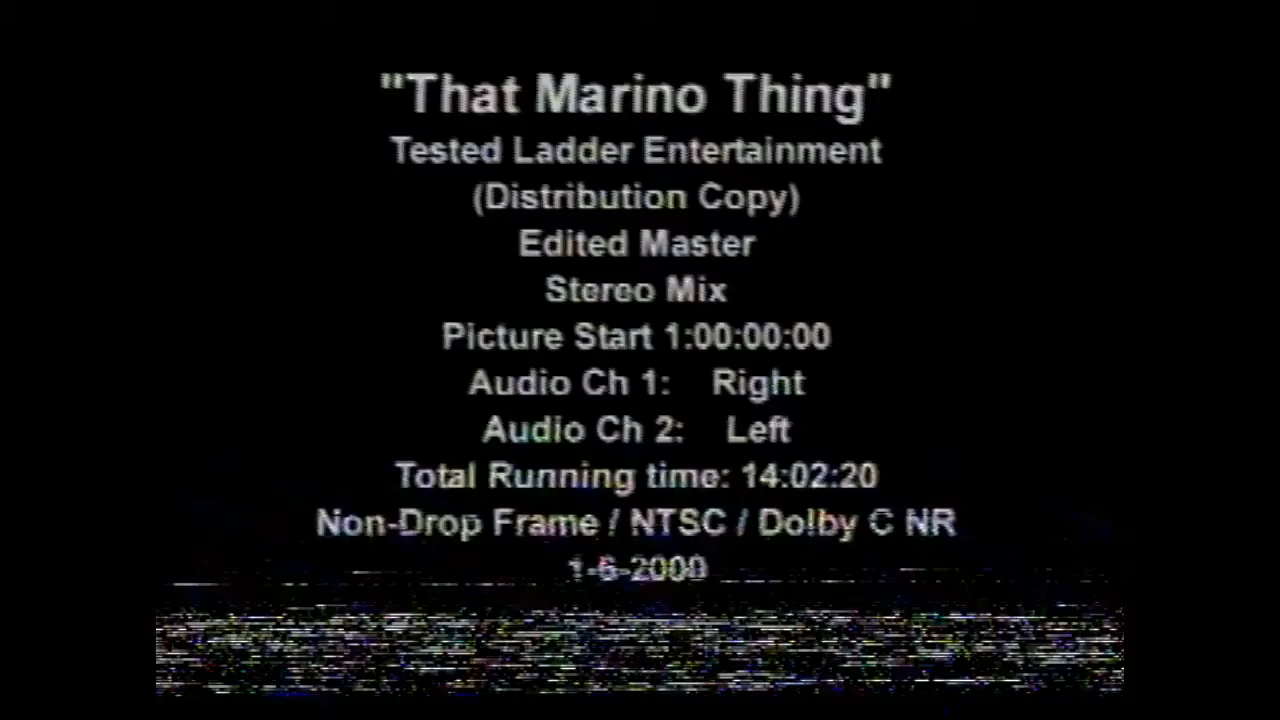 "That Marino Thing"
Tested Ladder Entertainment
(Distribution Copy)
Edited Master
Stereo Mix
Picture Start 1:00:00:00
Audio Ch 1: Right
Audio Ch 2: Left
Total Running time: 14:02:20
Non-Drop Frame / NTSC / Dolby C NR
1-6-2000